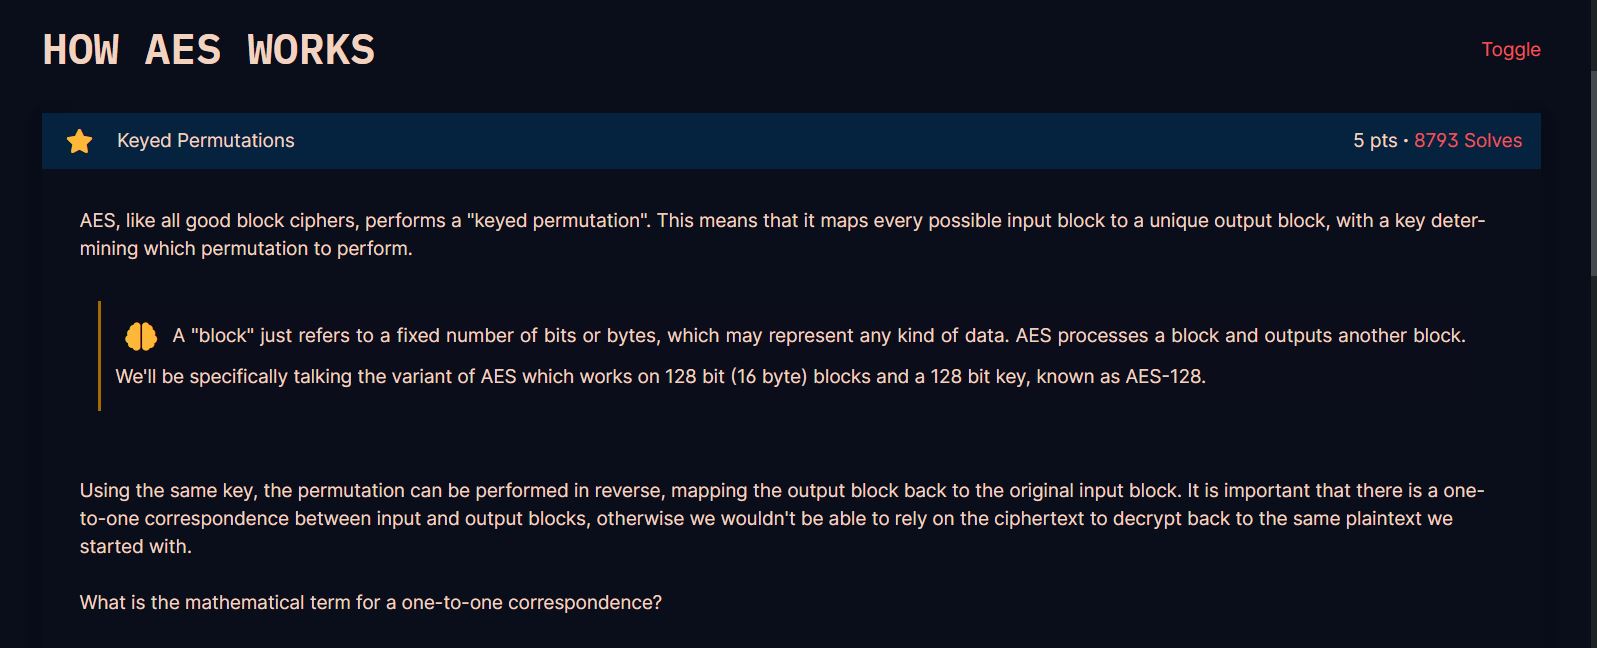 HOW AES WORKS
Toggle
Keyed Permutations
5 pts · 8793 Solves
AES, like all good block ciphers, performs a "keyed permutation". This means that it maps every possible input block to a unique output block, with a key deter-
mining which permutation to perform.
A "block" just refers to a fixed number of bits or bytes, which may represent any kind of data. AES processes a block and outputs another block.
We'll be specifically talking the variant of AES which works on 128 bit (16 byte) blocks and a 128 bit key, known as AES-128.
Using the same key, the permutation can be performed in reverse, mapping the output block back to the original input block. It is important that there is a one-
to-one correspondence between input and output blocks, otherwise we wouldn't be able to rely on the ciphertext to decrypt back to the same plaintext we
started with.
What is the mathematical term for a one-to-one correspondence?